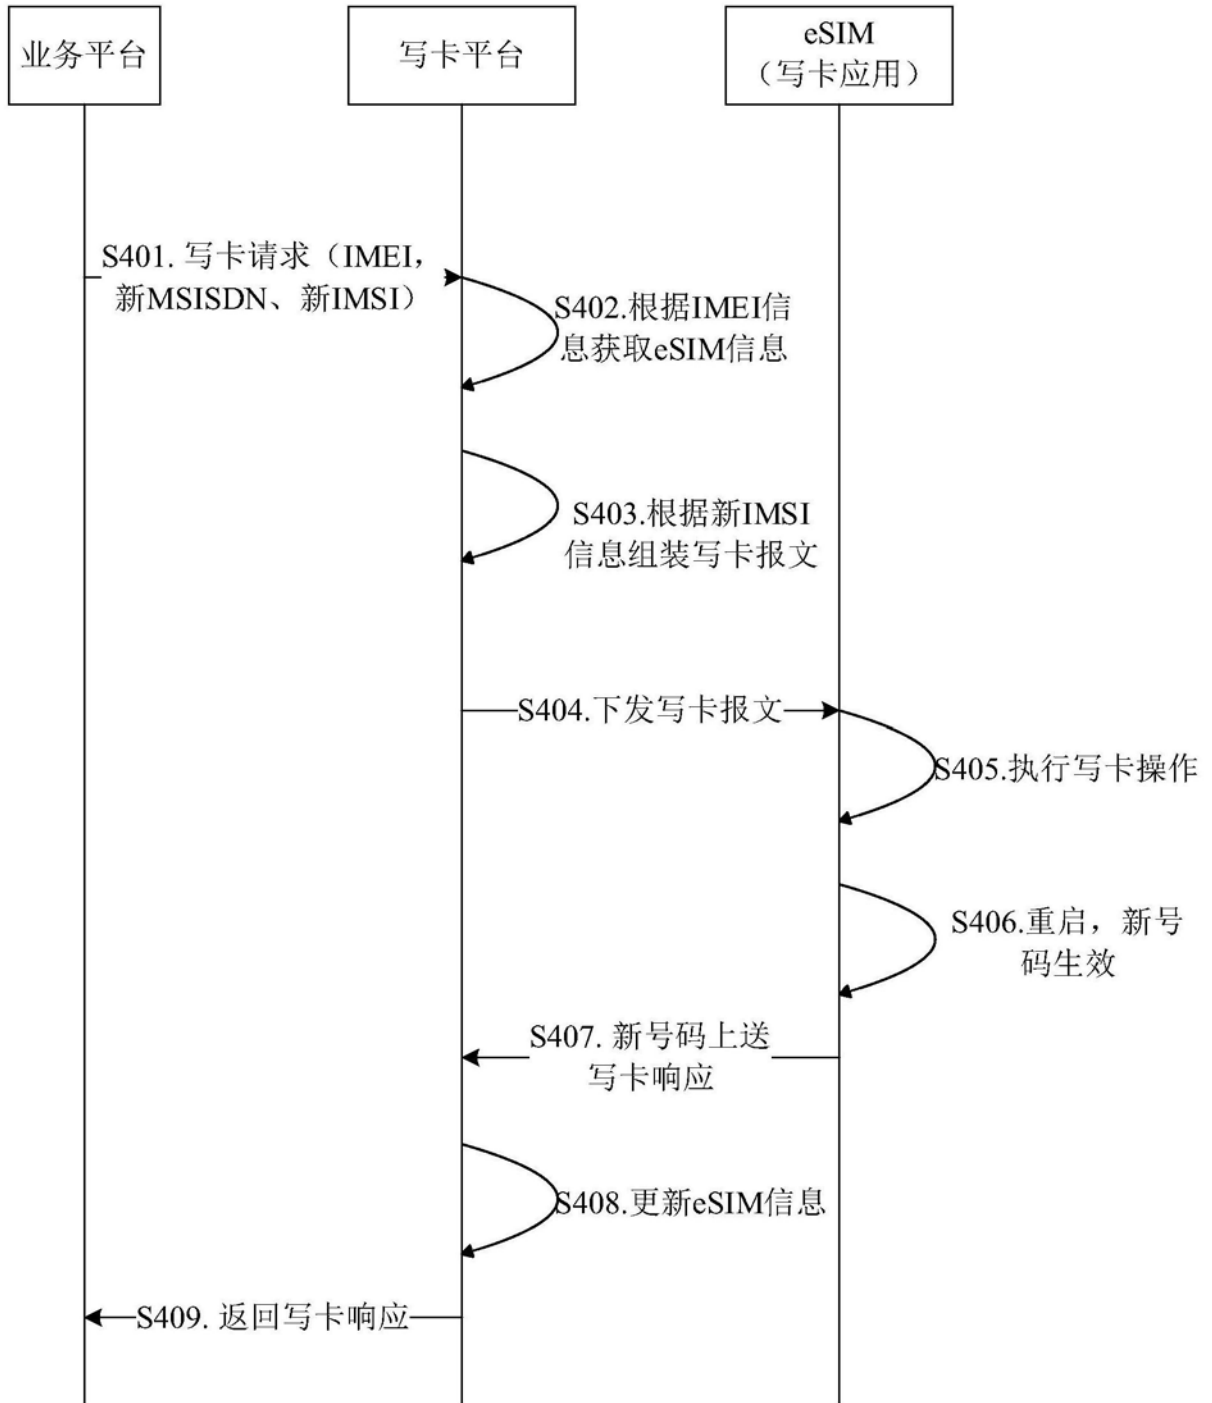 业务平台
写卡平台
eSIM
（写卡应用）
S401. 写卡请求（IMEI，
新MSISDN、新IMSI）
S402.根据IMEI信
息获取eSIM信息
S403.根据新IMSI
信息组装写卡报文
S404.下发写卡报文
S405.执行写卡操作
S406.重启，新号
码生效
S407. 新号码上送
写卡响应
S408.更新eSIM信息
S409. 返回写卡响应